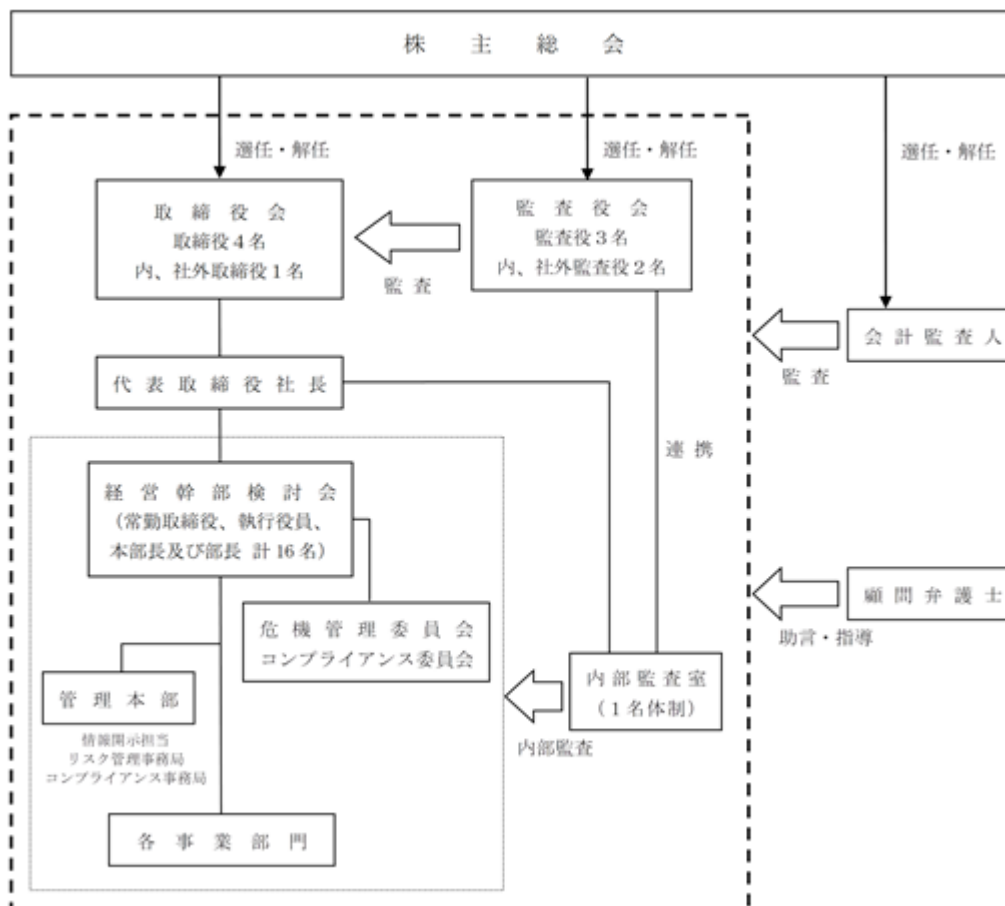 株主総会
選任・解任
選任・解任
選任・解任
取締役会
取締役4名
内、社外取締役1名
監査
監査役会
監査役3名
内、社外監査役2名
会計監査人
監査
代表取締役社長
連携
経営幹部検討会
(常勤取締役、執行役員、
本部長及び部長 計16名)
顧問弁護士
助言・指導
危機管理委員会
コンプライアンス委員会
内部監査室
(1名体制)
内部監査
管理本部
情報開示担当
リスク管理事務局
コンプライアンス事務局
各事業部門